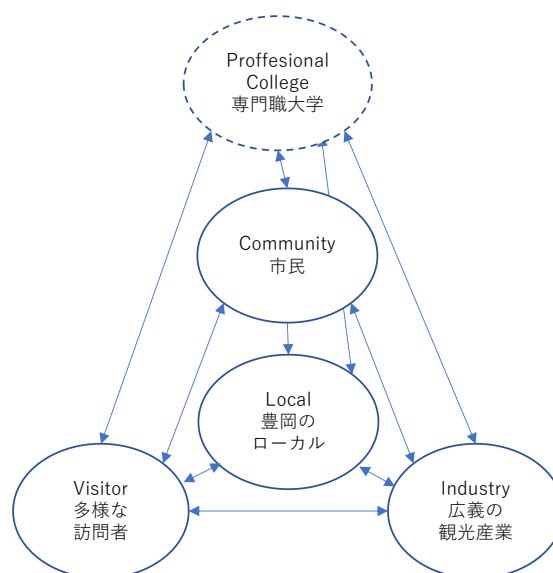 Proffesional
College
専門職大学
Community
市民
Local
豊岡の
ローカル
Visitor
多様な
訪問者
Industry
広義の
観光産業